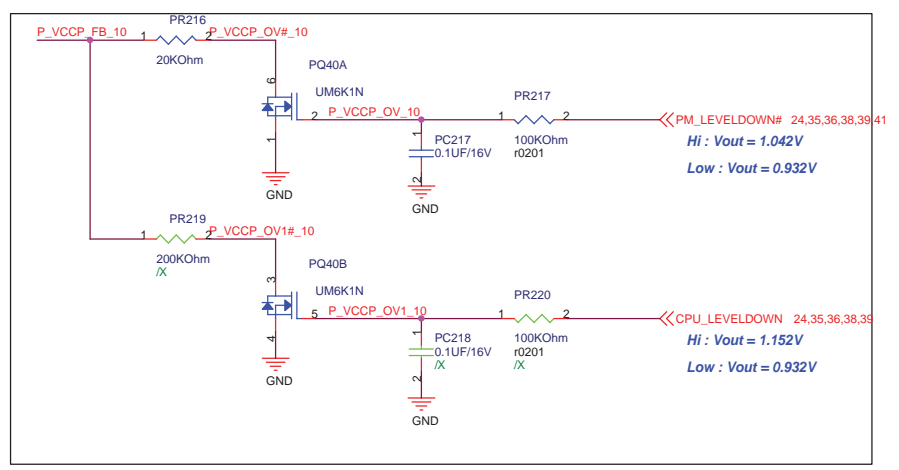 PR216
P_VCCP_FB_10 1 2 P_VCCP_OV#_10
20KOhm
PQ40A
6
UM6K1N
PR217
2 P_VCCP_OV_10 1 2 PM_LEVELDOWN# 24,35,36,38,39,41
1
1
PC217
0.1UF/16V
100KOhm
r0201
Hi : Vout = 1.042V
Low : Vout = 0.932V
2
GND
GND
PR219
1 2 P_VCCP_OV1#_10
200KOhm
/X
PQ40B
3
UM6K1N
PR220
5 P_VCCP_OV1_10 1 2 CPU_LEVELDOWN 24,35,36,38,39
4
1
PC218
0.1UF/16V
/X
100KOhm
r0201
/X
Hi : Vout = 1.152V
Low : Vout = 0.932V
2
GND
GND